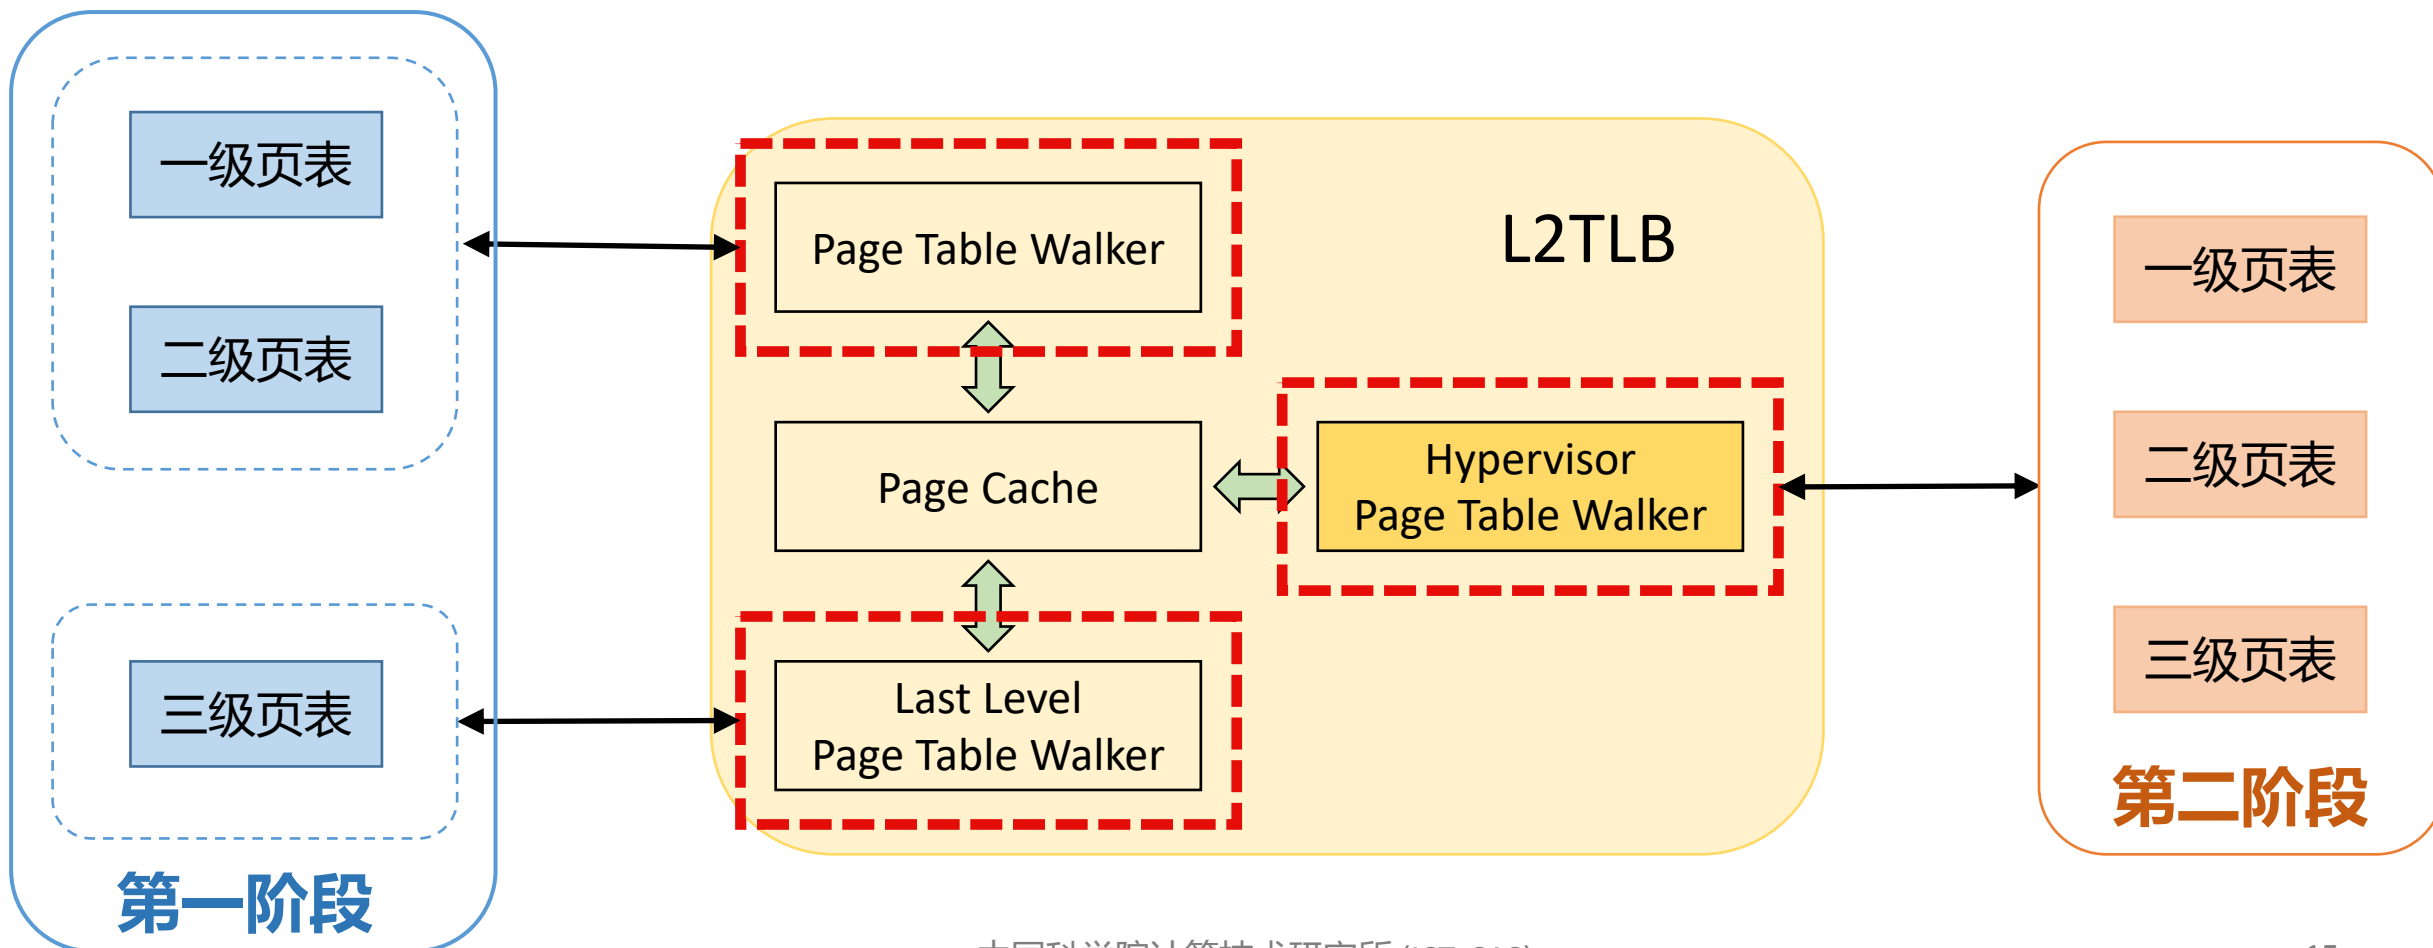 一级页表
二级页表
三级页表
第一阶段
L2TLB
Page Table Walker
Page Cache
Hypervisor
Page Table Walker
Last Level
Page Table Walker
一级页表
二级页表
三级页表
第二阶段